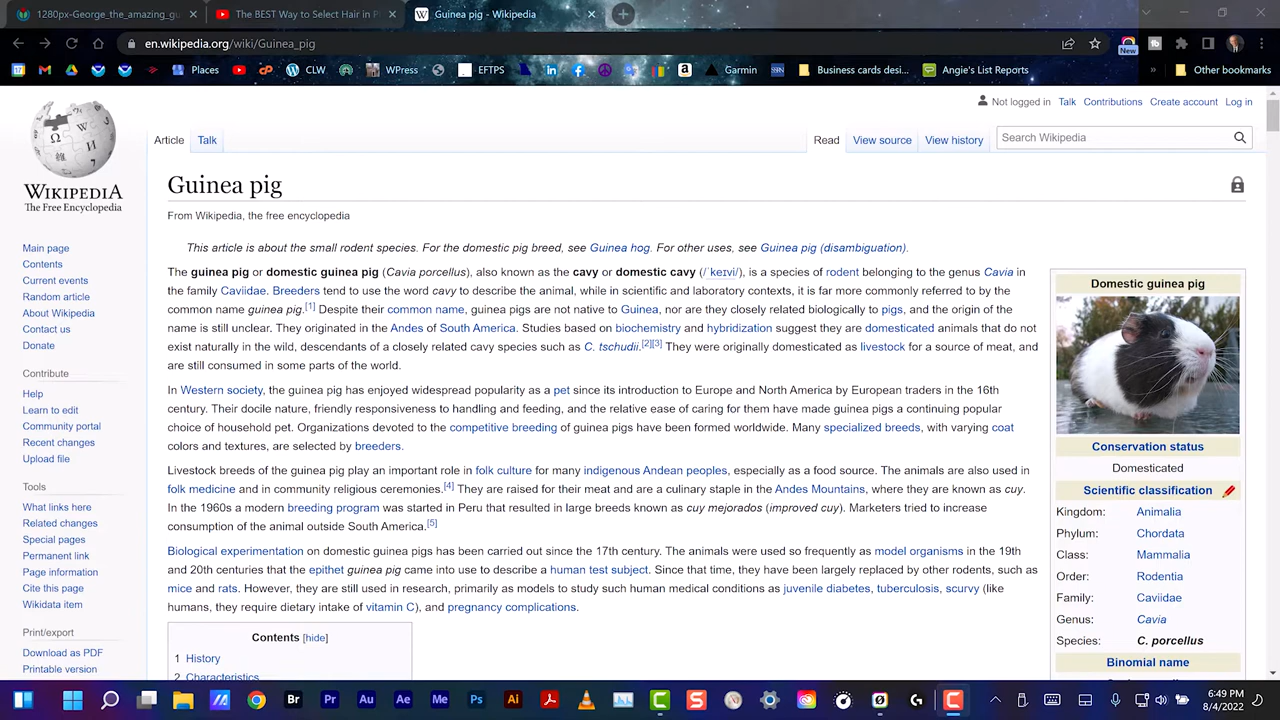 1280px-George_the_amazing_gu
The BEST Way to Select Hair in P
Guinea pig - Wikipedia
en.wikipedia.org/wiki/Guinea_pig
New
Places
CLW
WPress
EFTPS
Garmin
Business cards desi...
Angie's List Reports
Other bookmarks
Not logged in Talk Contributions Create account Log in
Article Talk
Read View source View history
Search Wikipedia
WIKIPEDIA
The Free Encyclopedia
Main page
Contents
Current events
Random article
About Wikipedia
Contact us
Donate
Contribute
Help
Learn to edit
Community portal
Recent changes
Upload file
Tools
What links here
Related changes
Special pages
Permanent link
Page information
Cite this page
Wikidata item
Print/export
Download as PDF
Printable version
Guinea pig
From Wikipedia, the free encyclopedia
This article is about the small rodent species. For the domestic pig breed, see Guinea hog. For other uses, see Guinea pig (disambiguation).
The guinea pig or domestic guinea pig (Cavia porcellus), also known as the cavy or domestic cavy (/ˈkeɪvi/), is a species of rodent belonging to the genus Cavia in
the family Caviidae. Breeders tend to use the word cavy to describe the animal, while in scientific and laboratory contexts, it is far more commonly referred to by the
common name guinea pig.[1] Despite their common name, guinea pigs are not native to Guinea, nor are they closely related biologically to pigs, and the origin of the
name is still unclear. They originated in the Andes of South America. Studies based on biochemistry and hybridization suggest they are domesticated animals that do not
exist naturally in the wild, descendants of a closely related cavy species such as C. tschudii.[2][3] They were originally domesticated as livestock for a source of meat, and
are still consumed in some parts of the world.
In Western society, the guinea pig has enjoyed widespread popularity as a pet since its introduction to Europe and North America by European traders in the 16th
century. Their docile nature, friendly responsiveness to handling and feeding, and the relative ease of caring for them have made guinea pigs a continuing popular
choice of household pet. Organizations devoted to the competitive breeding of guinea pigs have been formed worldwide. Many specialized breeds, with varying coat
colors and textures, are selected by breeders.
Livestock breeds of the guinea pig play an important role in folk culture for many indigenous Andean peoples, especially as a food source. The animals are also used in
folk medicine and in community religious ceremonies.[4] They are raised for their meat and are a culinary staple in the Andes Mountains, where they are known as cuy.
In the 1960s a modern breeding program was started in Peru that resulted in large breeds known as cuy mejorados (improved cuy). Marketers tried to increase
consumption of the animal outside South America.[5]
Biological experimentation on domestic guinea pigs has been carried out since the 17th century. The animals were used so frequently as model organisms in the 19th
and 20th centuries that the epithet guinea pig came into use to describe a human test subject. Since that time, they have been largely replaced by other rodents, such as
mice and rats. However, they are still used in research, primarily as models to study such human medical conditions as juvenile diabetes, tuberculosis, scurvy (like
humans, they require dietary intake of vitamin C), and pregnancy complications.
Contents [hide]
1 History
2 Characteristics
Domestic guinea pig
Conservation status
Domesticated
Scientific classification
Kingdom: Animalia
Phylum: Chordata
Class: Mammalia
Order: Rodentia
Family: Caviidae
Genus: Cavia
Species: C. porcellus
Binomial name
Br Pr Au Ae Me Ps Ai
6:49 PM
8/4/2022